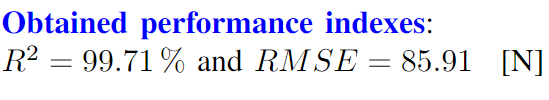 Obtained performance indexes:
R² = 99.71 % and RMSE = 85.91 [N]